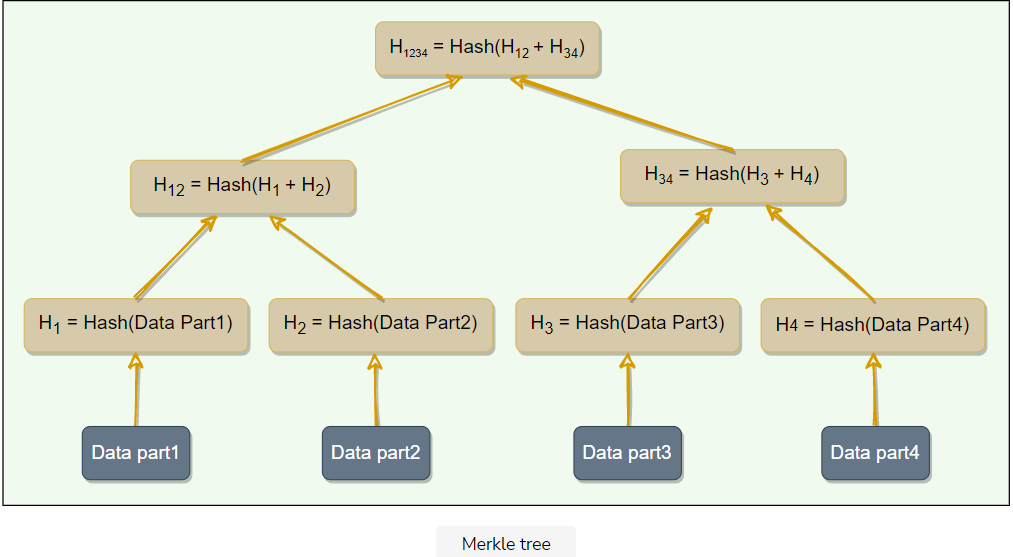 H₁₂₃₄ = Hash(H₁₂ + H₃₄)
H₁₂ = Hash(H₁ + H₂)
H₃₄ = Hash(H₃ + H₄)
H₁ = Hash(Data Part1)
H₂ = Hash(Data Part2)
H₃ = Hash(Data Part3)
H4 = Hash(Data Part4)
Data part1
Data part2
Data part3
Data part4
Merkle tree